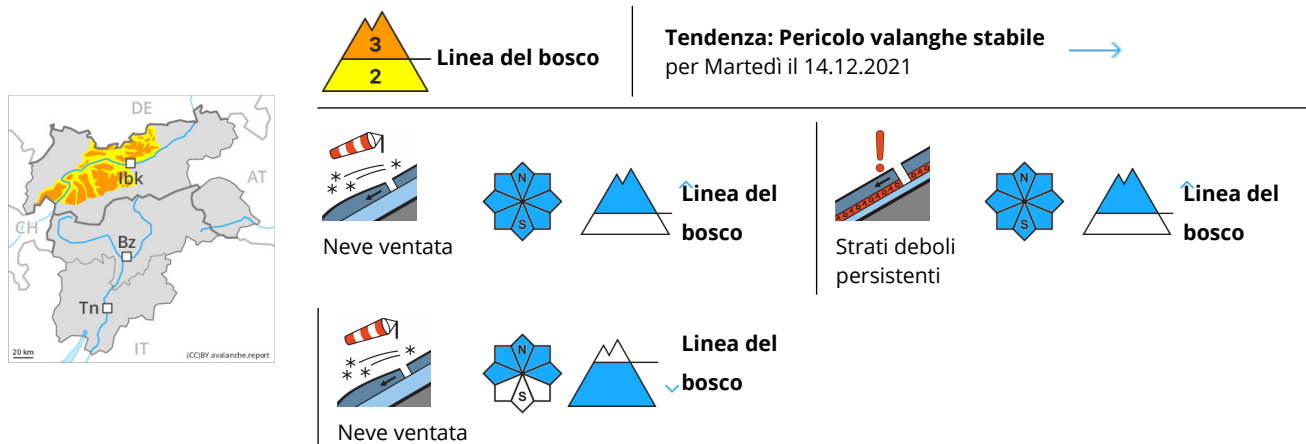 3
2
Linea del bosco
Tendenza: Pericolo valanghe stabile
per Martedì il 14.12.2021
DE
Ibk
AT
CH
Bz
Tn
IT
20 km
(CC)BY avalanche.report
N
S
Linea del
bosco
Neve ventata
N
S
Linea del
bosco
Strati deboli
persistenti
N
S
Linea del
bosco
Neve ventata